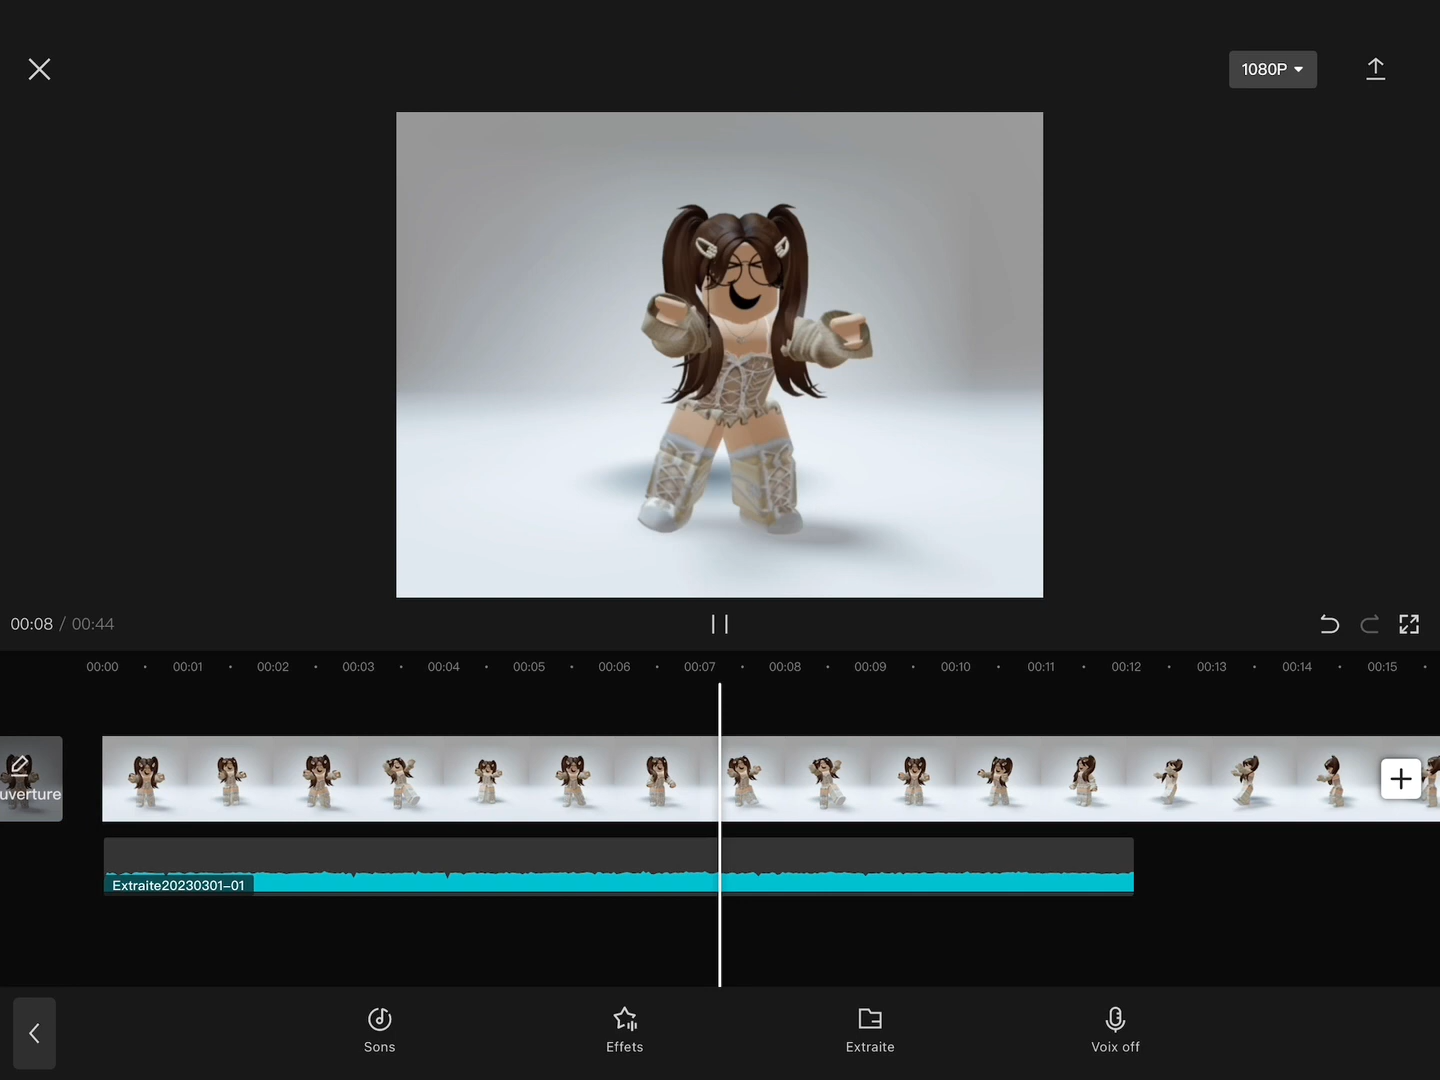 1080P
00:08 / 00:44
00:00 00:01 00:02 00:03 00:04 00:05 00:06 00:07 00:08 00:09 00:10 00:11 00:12 00:13 00:14 00:15
uverture
Extraite20230301-01
Sons Effets Extraite Voix off